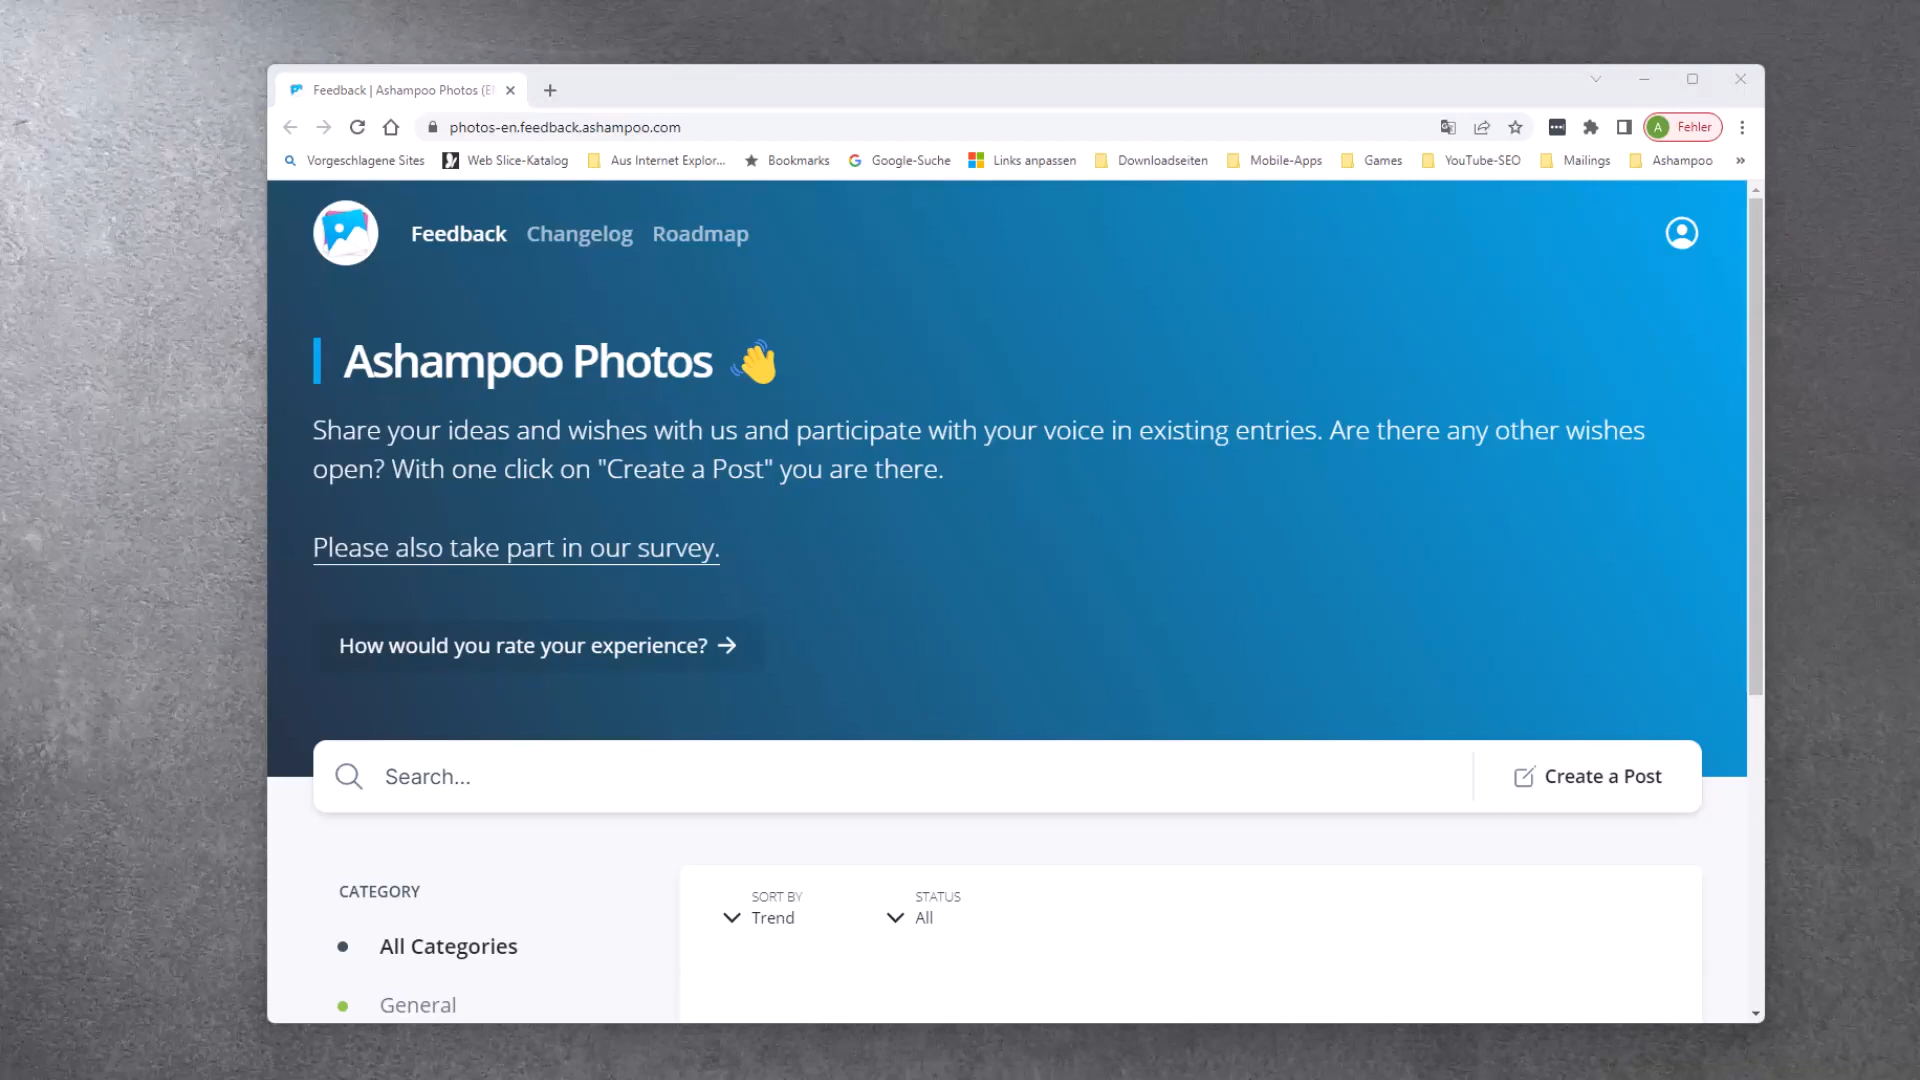 Feedback | Ashampoo Photos (E
photos-en.feedback.ashampoo.com
A Fehler
Vorgeschlagene Sites Web Slice-Katalog Aus Internet Explor... Bookmarks Google-Suche Links anpassen Downloadseiten Mobile-Apps Games YouTube-SEO Mailings Ashampoo »
Feedback Changelog Roadmap
Ashampoo Photos 👋
Share your ideas and wishes with us and participate with your voice in existing entries. Are there any other wishes
open? With one click on "Create a Post" you are there.
Please also take part in our survey.
How would you rate your experience? →
Search...
Create a Post
CATEGORY
All Categories
General
SORT BY
Trend
STATUS
All